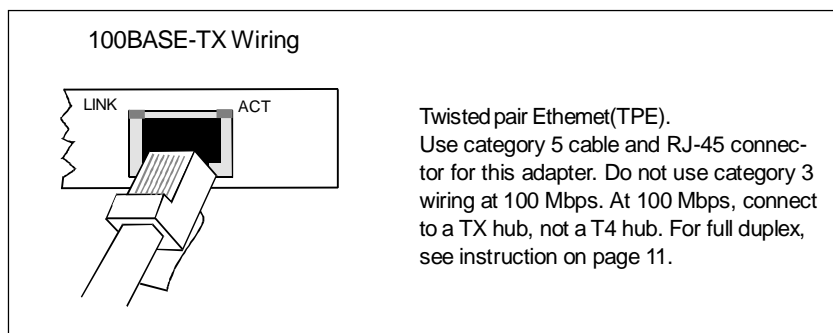 100BASE-TX Wiring
LINK
ACT
Twisted pair Ethernet(TPE).
Use category 5 cable and RJ-45 connec-
tor for this adapter. Do not use category 3
wiring at 100 Mbps. At 100 Mbps, connect
to a TX hub, not a T4 hub. For full duplex,
see instruction on page 11.